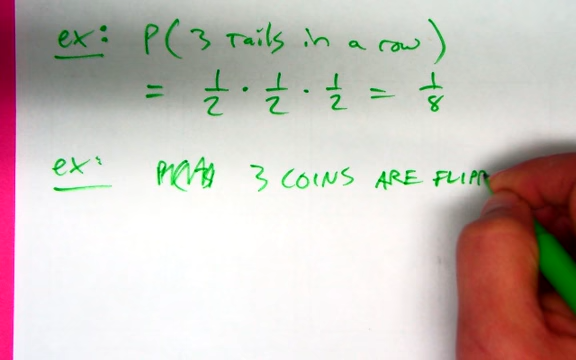 ex: P(3 tails in a row)
= 1/2 · 1/2 · 1/2 = 1/8
ex: 3 COINS ARE FLIPP